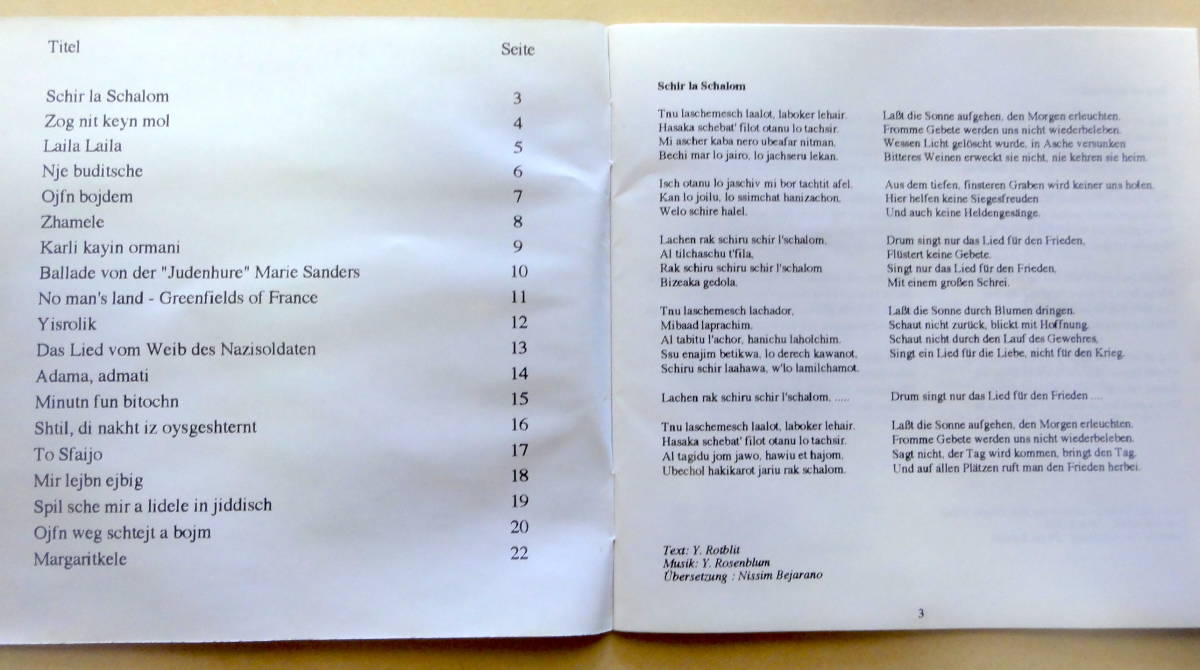 Titel Seite
Schir la Schalom 3
Zog nit keyn mol 4
Laila Laila 5
Nje buditsche 6
Ojfn bojdem 7
Zhamele 8
Karli kayin ormani 9
Ballade von der "Judenhure" Marie Sanders 10
No man's land - Greenfields of France 11
Yisrolik 12
Das Lied vom Weib des Nazisoldaten 13
Adama, admati 14
Minutn fun bitochn 15
Shtil, di nakht iz oysgeshternt 16
To Sfaijo 17
Mir lejbn ejbig 18
Spil sche mir a lidele in jiddisch 19
Ojfn weg schtejt a bojm 20
Margaritkele 22
Schir la Schalom
Tnu laschemesch laalot, laboker lehair.
Hasaka schebat' filot otanu lo tachsir.
Mi ascher kaba nero ubeafar nitman,
Bechi mar lo jairo, lo jachseru lekan.
Isch otanu lo jaschiv mi bor tachtit afel.
Kan lo joilu, lo ssimchat hanizachon,
Welo schire halel.
Lachen rak schiru schir l'schalom,
Al tilchaschu t'fila,
Rak schiru schiru schir l'schalom
Bizeaka gedola.
Tnu laschemesch lachador,
Mibaad laprachim.
Al tabitu l'achor, hanichu laholchim.
Ssu enajim betikwa, lo derech kawanot,
Schiru schir laahawa, w'lo lamilchamot.
Lachen rak schiru schir l'schalom, .....
Tnu laschemesch laalot, laboker lehair.
Hasaka schebat' filot otanu lo tachsir.
Al tagidu jom jawo, hawiu et hajom,
Ubechol hakikarot jariu rak schalom.
Laßt die Sonne aufgehen, den Morgen erleuchten.
Fromme Gebete werden uns nicht wiederbeleben.
Wessen Licht gelöscht wurde, in Asche versunken
Bitteres Weinen erweckt sie nicht, nie kehren sie heim.
Aus dem tiefen, finsteren Graben wird keiner uns holen.
Hier helfen keine Siegesfreuden
Und auch keine Heldengesänge.
Drum singt nur das Lied für den Frieden,
Flüstert keine Gebete.
Singt nur das Lied für den Frieden,
Mit einem großen Schrei.
Laßt die Sonne durch Blumen dringen.
Schaut nicht zurück, blickt mit Hoffnung.
Schaut nicht durch den Lauf des Gewehres,
Singt ein Lied für die Liebe, nicht für den Krieg.
Drum singt nur das Lied für den Frieden ....
Laßt die Sonne aufgehen, den Morgen erleuchten.
Fromme Gebete werden uns nicht wiederbeleben.
Sagt nicht, der Tag wird kommen, bringt den Tag.
Und auf allen Plätzen ruft man den Frieden herbei.
Text: Y. Rotblit
Musik: Y. Rosenblum
Übersetzung : Nissim Bejarano
3